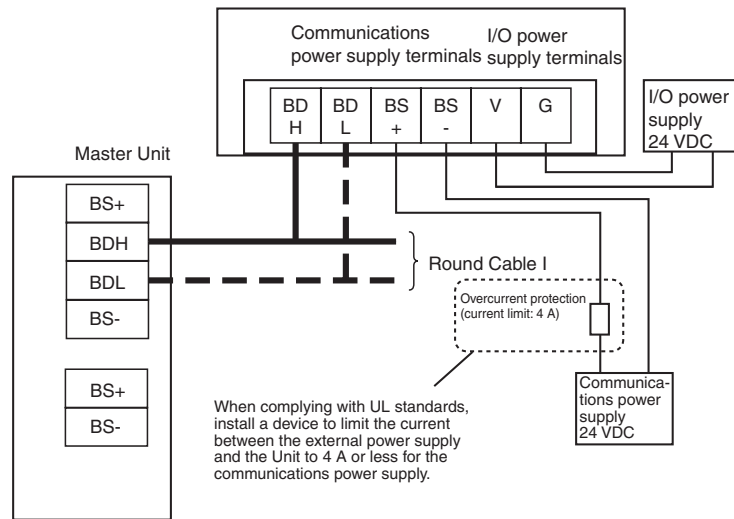 Communications
power supply terminals
I/O power
supply terminals
BD
H
BD
L
BS
+
BS
-
V
G
I/O power
supply
24 VDC
Master Unit
BS+
BDH
BDL
BS-
BS+
BS-
Round Cable I
Overcurrent protection
(current limit: 4 A)
Communica-
tions power
supply
24 VDC
When complying with UL standards,
install a device to limit the current
between the external power supply
and the Unit to 4 A or less for the
communications power supply.